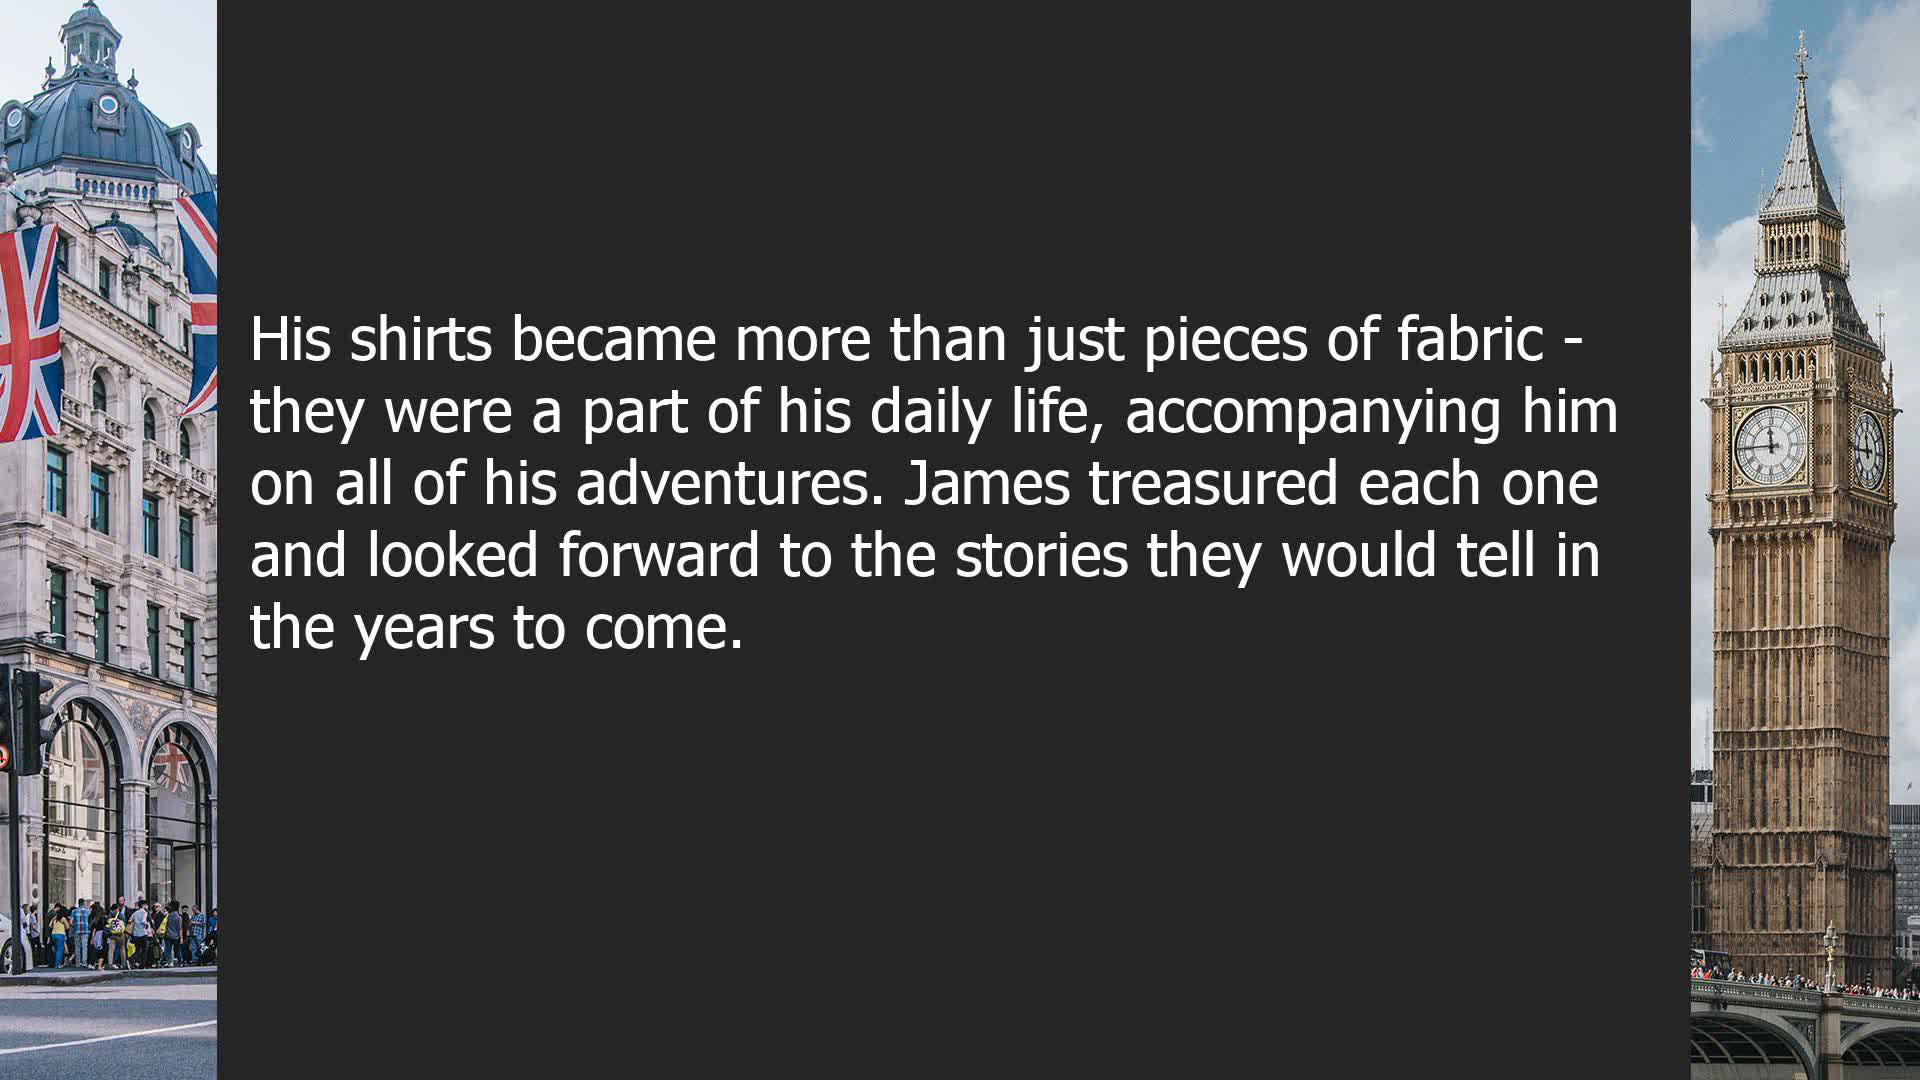 His shirts became more than just pieces of fabric -
they were a part of his daily life, accompanying him
on all of his adventures. James treasured each one
and looked forward to the stories they would tell in
the years to come.